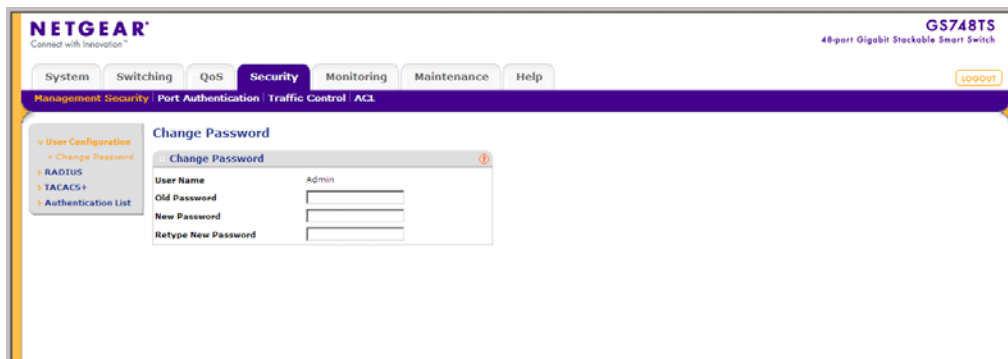 NETGEAR®
Connect with Innovation™
GS748TS
48-port Gigabit Stackable Smart Switch
System Switching QoS Security Monitoring Maintenance Help
LOGOUT
Management Security | Port Authentication | Traffic Control | ACL
User Configuration
Change Password
RADIUS
TACACS+
Authentication List
Change Password
Change Password
User Name Admin
Old Password
New Password
Retype New Password